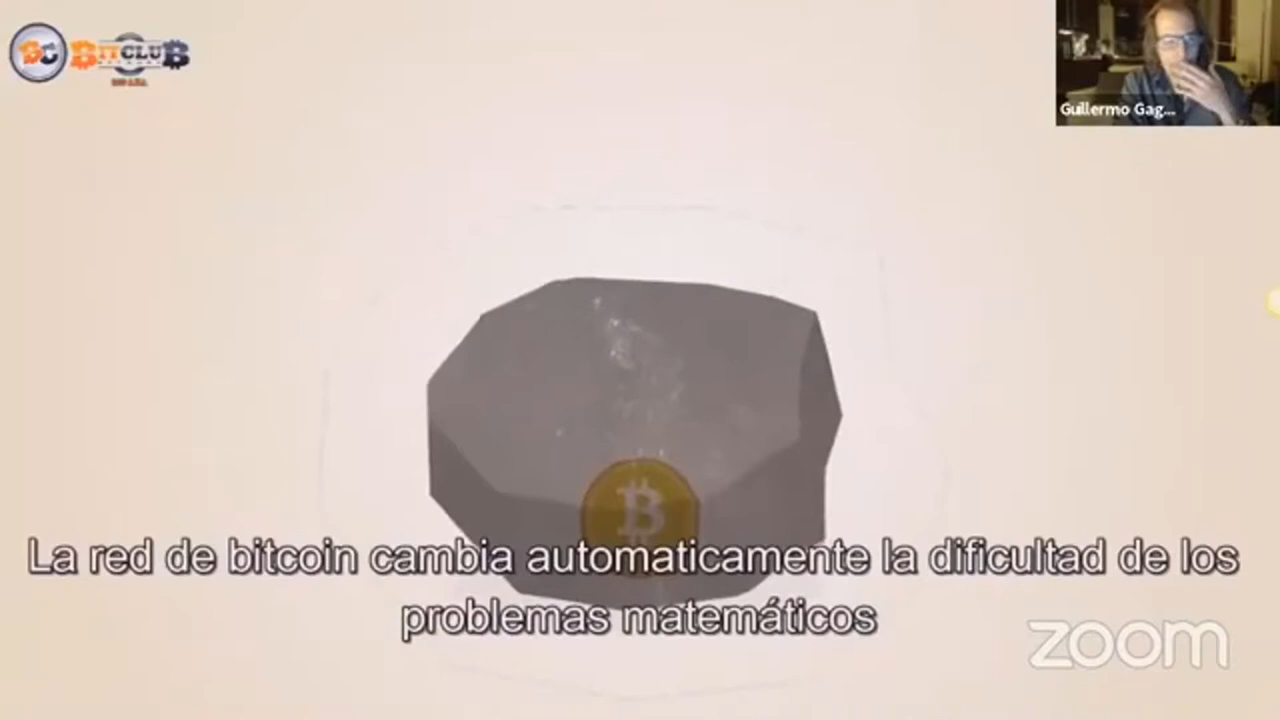 BITCLUB
Guillermo Gag...
La red de bitcoin cambia automaticamente la dificultad de los
problemas matemáticos
zoom